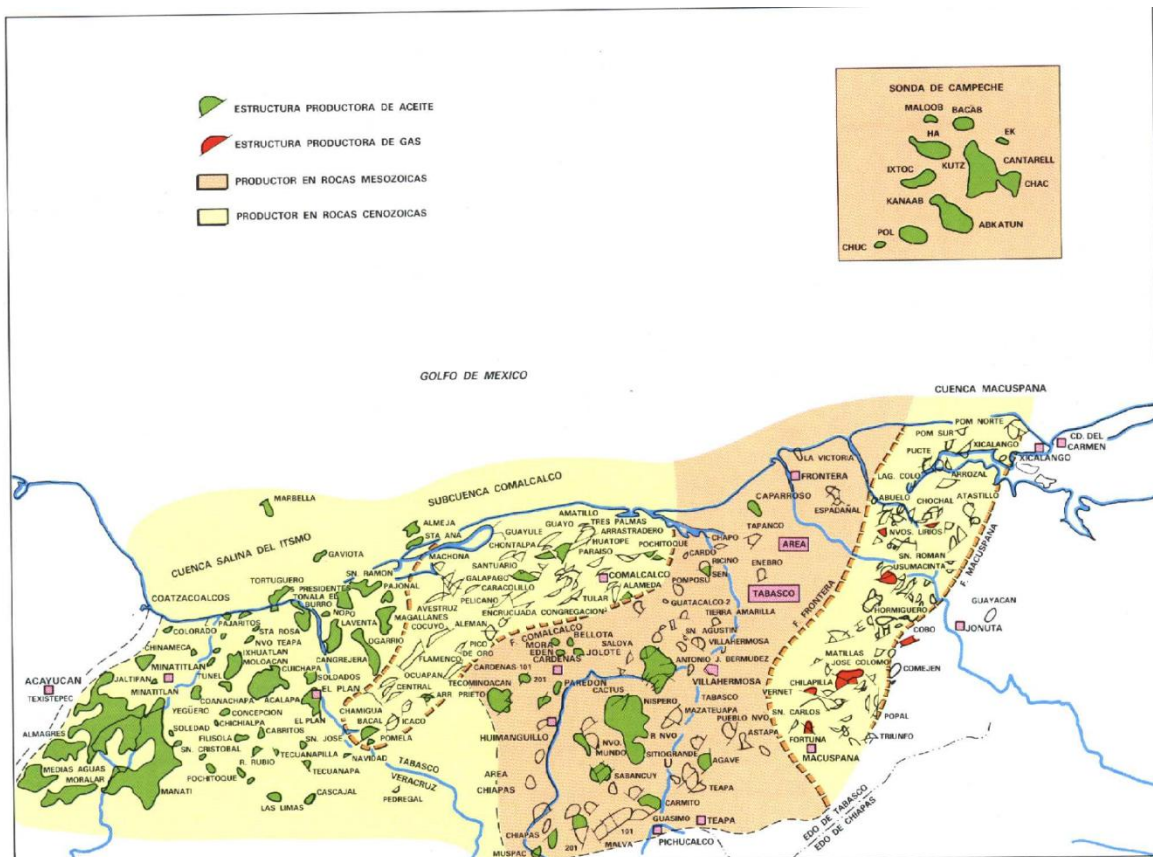 ESTRUCTURA PRODUCTORA DE ACEITE
ESTRUCTURA PRODUCTORA DE GAS
PRODUCTOR EN ROCAS MESOZOICAS
PRODUCTOR EN ROCAS CENOZOICAS
SONDA DE CAMPECHE
MALOOB
BACAB
HA
EK
IXTOC
KUTZ
CANTARELL
CHAC
KANAAB
ABKATUN
POL
CHUC
GOLFO DE MEXICO
CUENCA MACUSPANA
POM NORTE
POM SUR
XICALANGO
CD. DEL
CARMEN
XICALANGO
PUCTE
LA VICTORIA
FRONTERA
LAG. COLO
ARROZAL
ABUELO
CHOCHAL
ATASTILLO
MARBELLA
SUBCUENCA COMALCALCO
CAPARROSO
ESPADAÑAL
CUENCA SALINA DEL ITSMO
ALMEJA
STA ANA
AMATILLO
GUAYO
TRES PALMAS
GUAYULE
ARRASTRADERO
HUATOPE
CHONTALPA
POCHITOQUE
PARAISO
TAPANCO
CHAPO
AREA
NVOS. LIRIOS
GAVIOTA
MACHONA
SANTUARIO
CARDO
RICINO
SEN
ENEBRO
SN. ROMAN
USUMACINTA
F. MACUSPANA
SN. RAMON
TORTUGUERO
GALAPAGO
CARACOLILLO
COMALCALCO
ALAMEDA
PONPOSU
TABASCO
COATZACOALCOS
5 PRESIDENTES
PAJONAL
TONALA EL
BURRO
AVESTRUZ
PELICANO
TULAR
ENCRUCIJADA CONGREGACION
GUATACALCO-2
TIERRA AMARILLA
F. FRONTERA
HORMIGUERO
GUAYACAN
JONUTA
PAJARITOS
NOPO
LAVENTA
MAGALLANES
COCUYO
ALEMAN
SN. AGUSTIN
COBO
COLORADO
STA ROSA
NVO TEAPA
OGARRIO
PICO
DE ORO
F. COMALCALCO
MORA
EDEN
BELLOTA
JOLOTE
SALOYA
VILLAHERMOSA
CHINAMECA
IXHUATLAN
MOLOACAN
CANGREJERA
FLAMENCO
CARDENAS
CARDENAS-101
ANTONIO J. BERMUDEZ
MATILLAS
JOSE COLOMO
COMEJEN
MINATITLAN
TUNEL
CUICHAPA
SOLDADOS
OCUAPAN
TECOMINOACAN
201
PAREDON
VILLAHERMOSA
CHILAPILLA
VERNET
ACAYUCAN
TEXISTEPEC
JALTIPAN
MINATITLAN
COANACHAPA
ACALAPA
EL PLAN
CENTRAL
ARR PRIETO
CACTUS
NISPERO
TABASCO
MAZATEUAPA
SN. CARLOS
POPAL
YEGÜERO
CONCEPCION
FILISOLA
CHAMIGUA
BACAL
ICACO
PUEBLO NVO.
ASTAPA
FORTUNA
TRIUNFO
ALMAGRES
SOLEDAD
CHICHIALPA
CABRITOS
EL PLAN
SN. JOSE
POMELA
HUIMANGUILLO
R. NVO
NVO.
MUNDO
SITIOGRANDE
MACUSPANA
SN. CRISTOBAL
R. RUBIO
TECUANAPILLA
NAVIDAD
TABASCO
VERACRUZ
MEDIAS AGUAS
MORALAR
POCHITOQUE
TECUANAPA
AREA
CHIAPAS
SABANCUY
AGAVE
TEAPA
MANATI
LAS LIMAS
CASCAJAL
PEDREGAL
CARMITO
CHIAPAS
GUASIMO
TEAPA
EDO DE TABASCO
EDO DE CHIAPAS
MUSPAC
201
MALVA
101
PICHUCALCO